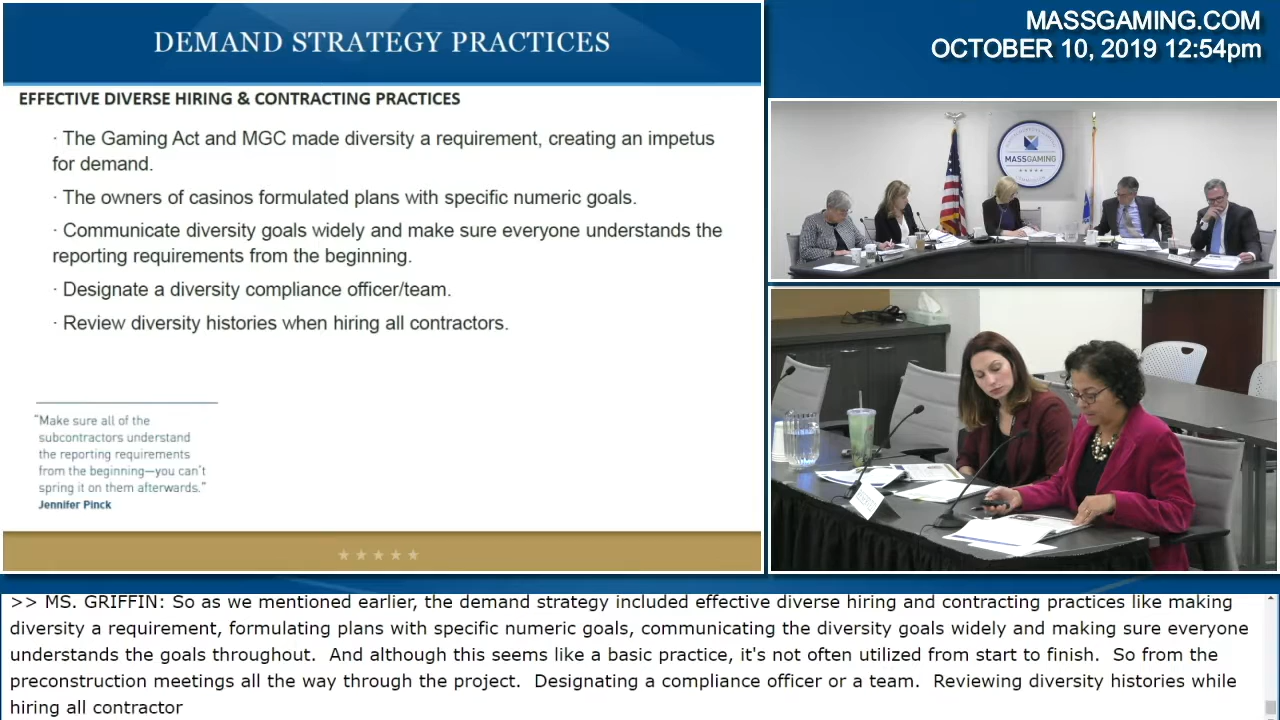 DEMAND STRATEGY PRACTICES
EFFECTIVE DIVERSE HIRING & CONTRACTING PRACTICES
· The Gaming Act and MGC made diversity a requirement, creating an impetus
for demand.
· The owners of casinos formulated plans with specific numeric goals.
· Communicate diversity goals widely and make sure everyone understands the
reporting requirements from the beginning.
· Designate a diversity compliance officer/team.
· Review diversity histories when hiring all contractors.
“Make sure all of the
subcontractors understand
the reporting requirements
from the beginning—you can’t
spring it on them afterwards.”
Jennifer Pinck
MASSGAMING.COM
OCTOBER 10, 2019 12:54pm
MASSGAMING
>> MS. GRIFFIN: So as we mentioned earlier, the demand strategy included effective diverse hiring and contracting practices like making
diversity a requirement, formulating plans with specific numeric goals, communicating the diversity goals widely and making sure everyone
understands the goals throughout.  And although this seems like a basic practice, it's not often utilized from start to finish.  So from the
preconstruction meetings all the way through the project.  Designating a compliance officer or a team.  Reviewing diversity histories while
hiring all contractor